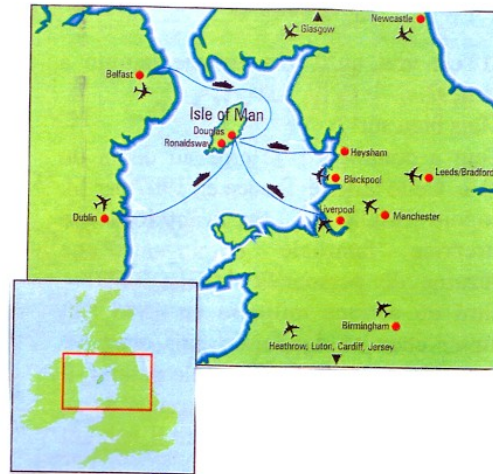 Newcastle
Glasgow
Belfast
Isle of Man
Douglas
Ronaldsway
Heysham
Blackpool
Leeds/Bradford
Dublin
Liverpool
Manchester
Birmingham
Heathrow, Luton, Cardiff, Jersey